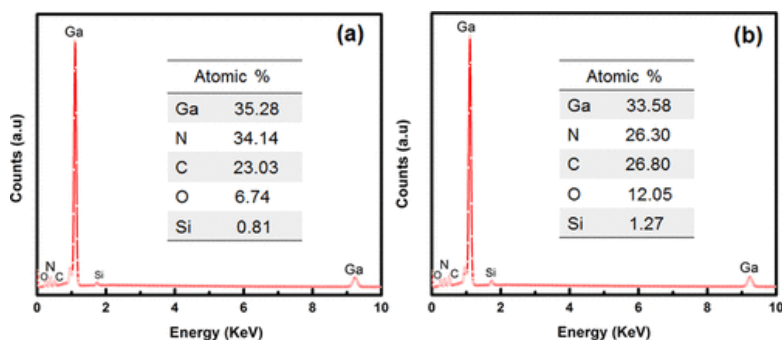 (a)
Ga
Atomic %
Ga 35.28
N 34.14
C 23.03
O 6.74
Si 0.81
Counts (a.u)
N
O C
Si
Ga
0 2 4 6 8 10
Energy (KeV)
(b)
Ga
Atomic %
Ga 33.58
N 26.30
C 26.80
O 12.05
Si 1.27
Counts (a.u)
N
O C
Si
Ga
0 2 4 6 8 10
Energy (KeV)